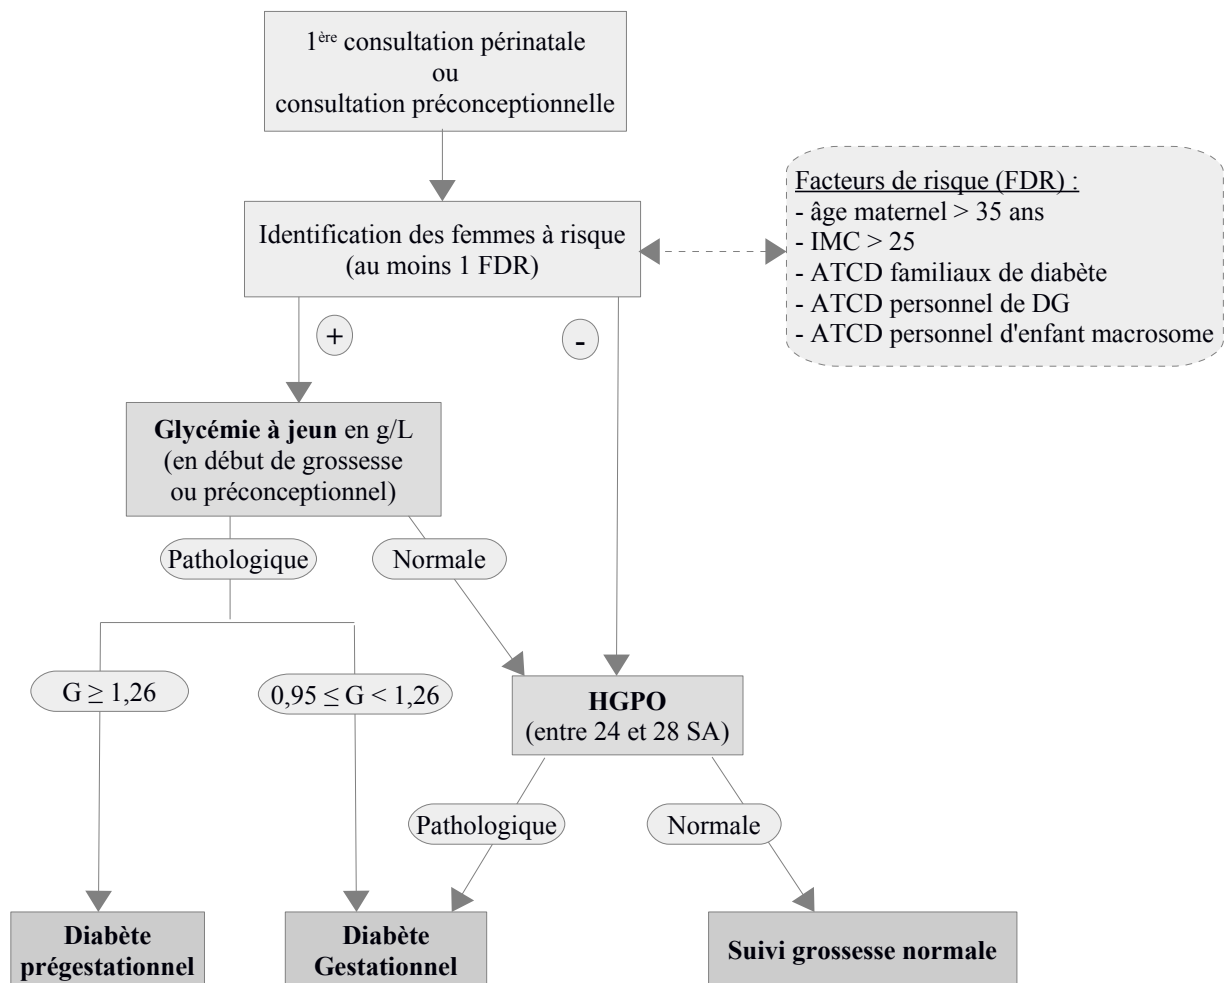 1ère consultation périnatale
ou
consultation préconceptionnelle
Identification des femmes à risque
(au moins 1 FDR)
Facteurs de risque (FDR) :
- âge maternel > 35 ans
- IMC > 25
- ATCD familiaux de diabète
- ATCD personnel de DG
- ATCD personnel d'enfant macrosome
+
-
Glycémie à jeun en g/L
(en début de grossesse
ou préconceptionnel)
Pathologique
Normale
G ≥ 1,26
0,95 ≤ G < 1,26
HGPO
(entre 24 et 28 SA)
Pathologique
Normale
Diabète
prégestationnel
Diabète
Gestationnel
Suivi grossesse normale